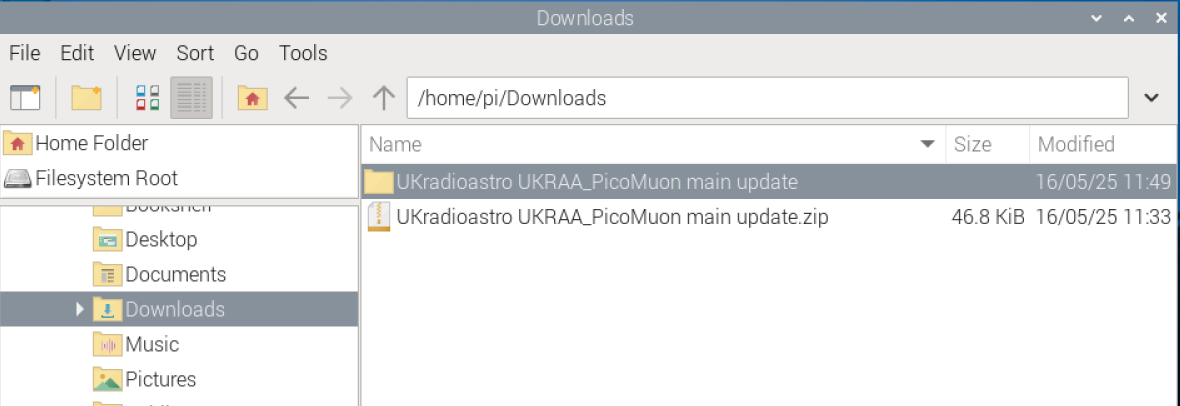 Downloads
File Edit View Sort Go Tools
/home/pi/Downloads
Home Folder
Filesystem Root
Bookshelf
Desktop
Documents
Downloads
Music
Pictures
Name Size Modified
UKradioastro UKRAA_PicoMuon main update 16/05/25 11:49
UKradioastro UKRAA_PicoMuon main update.zip 46.8 KiB 16/05/25 11:33